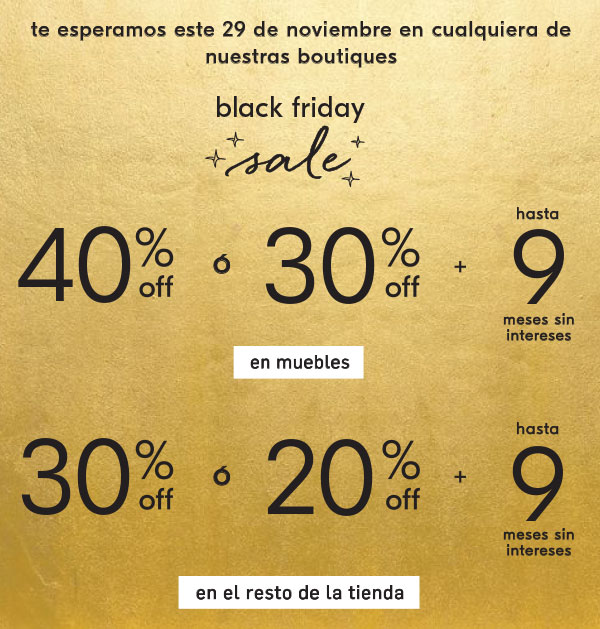 te esperamos este 29 de noviembre en cualquiera de
nuestras boutiques
black friday
sale
40% off ó 30% off + hasta 9 meses sin intereses
en muebles
30% off ó 20% off + hasta 9 meses sin intereses
en el resto de la tienda